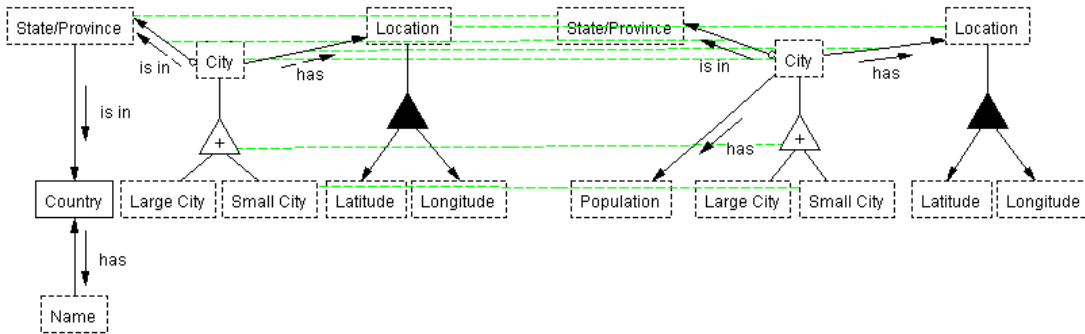 State/Province
Location
State/Province
Location
is in
City
has
is in
City
has
is in
+
has
+
Large City
Small City
Latitude
Longitude
Population
Large City
Small City
Latitude
Longitude
Country
has
Name